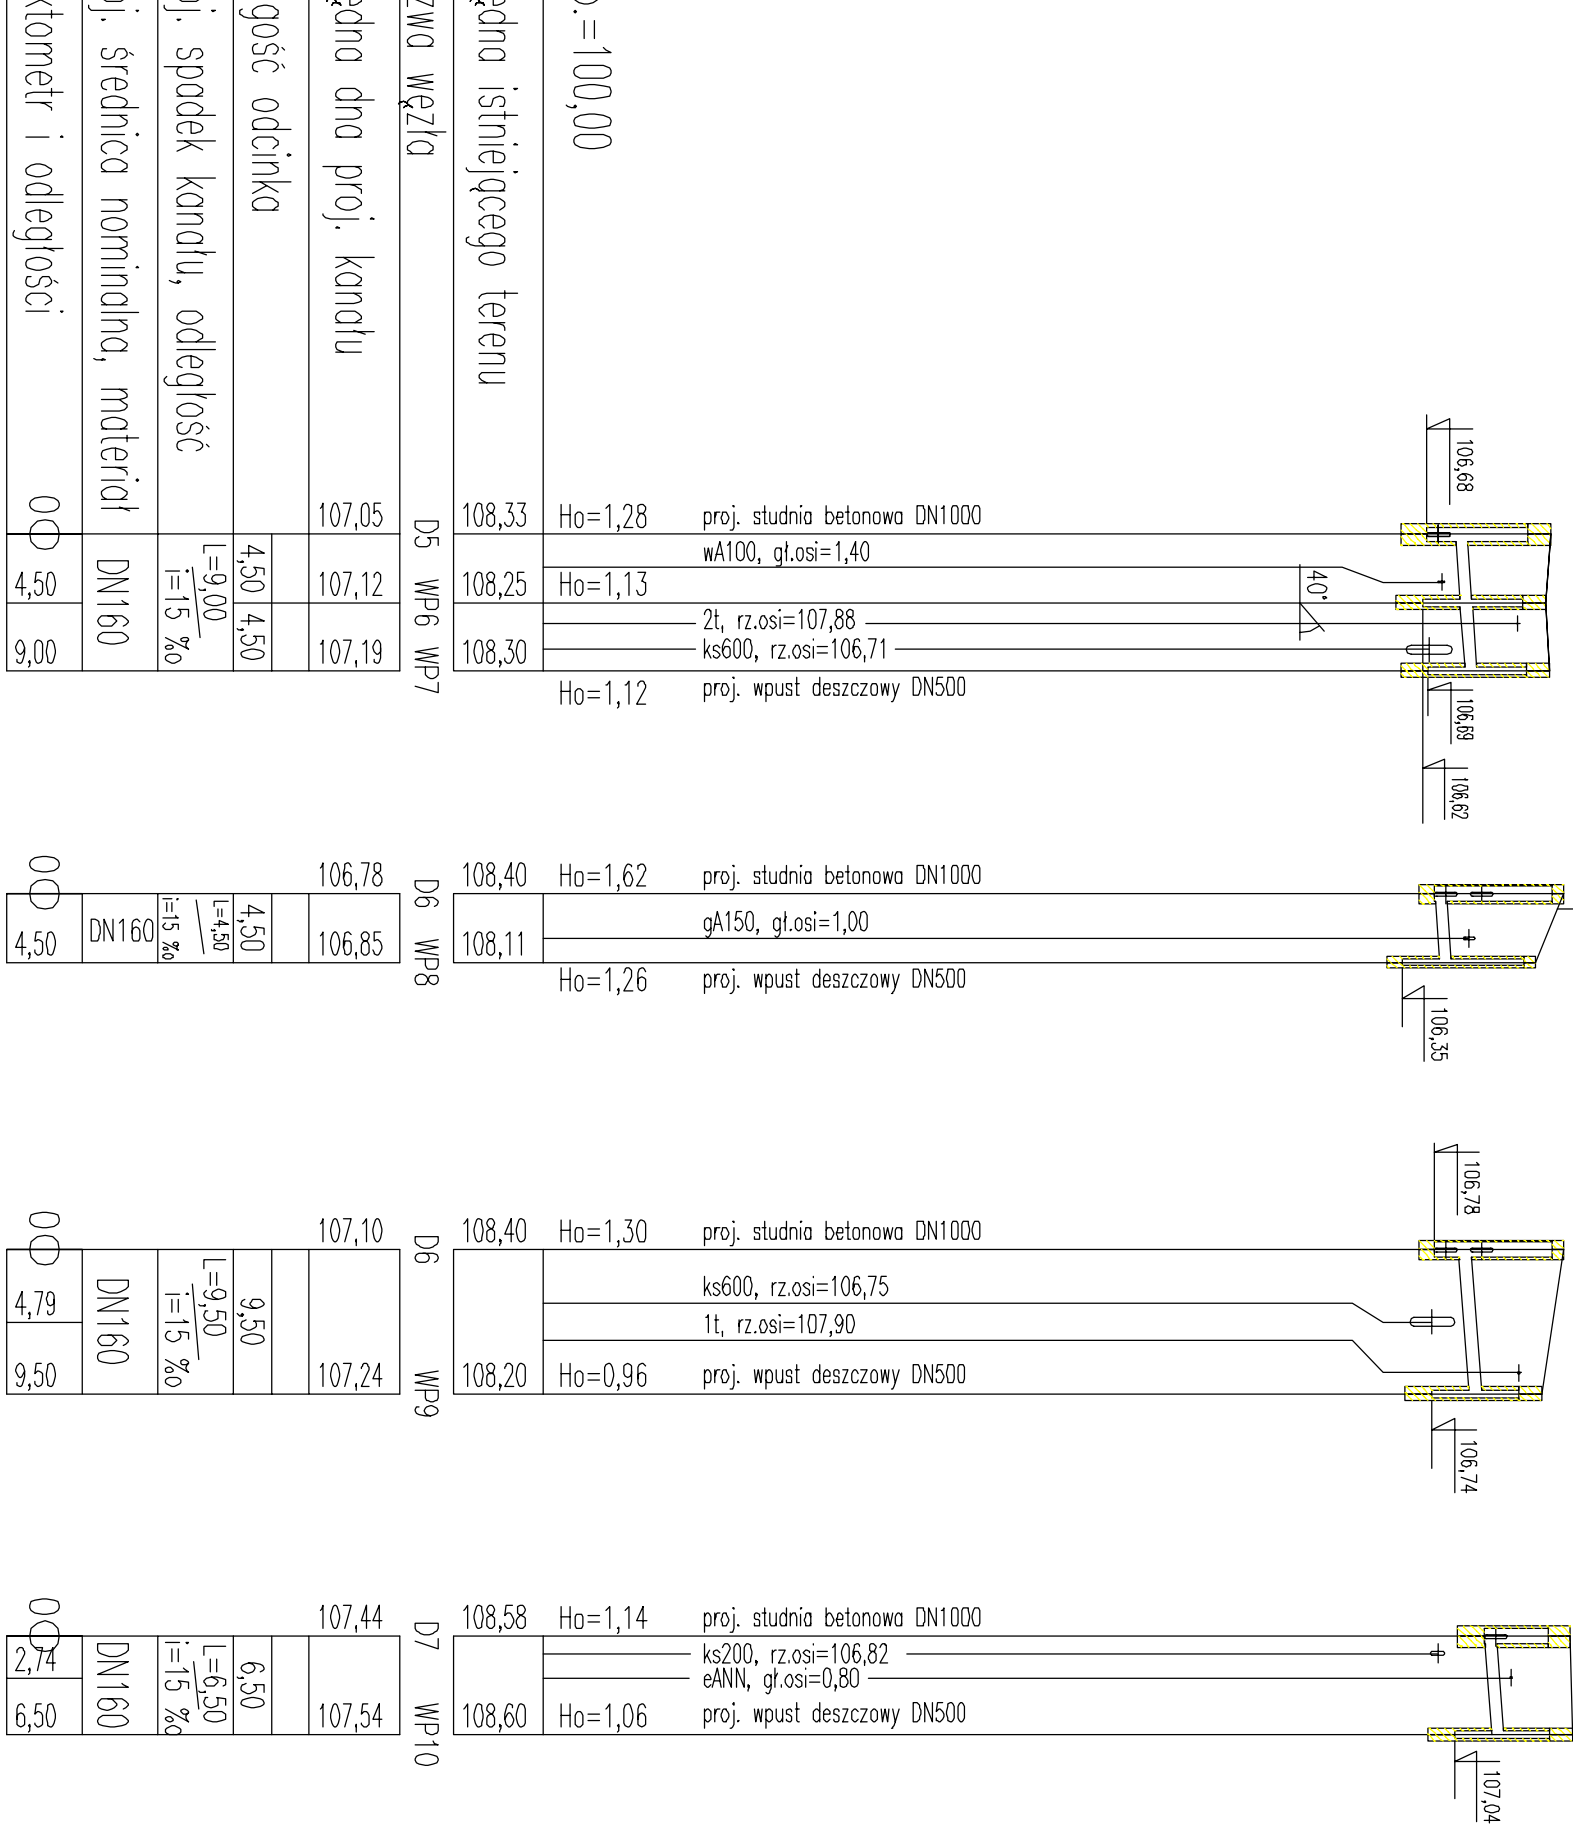 p.=100,00
ędna istniejącego terenu
zwa węzła
ędna dna proj. kanału
gość odcinka
oj. spadek kanału, odległość
oj. średnica nominalna, materiał
ktometr i odległości
106,68
107,05
D5
108,33
Ho=1,28
proj. studnia betonowa DN1000
wA100, gł.osi=1,40
4,50
DN160
L=9,00
i=15 ‰
4,50
4,50
107,12
WP6
108,25
Ho=1,13
40°
2t, rz.osi=107,88
ks600, rz.osi=106,71
9,00
107,19
WP7
108,30
Ho=1,12
proj. wpust deszczowy DN500
106,69
106,62
106,78
D6
108,40
Ho=1,62
proj. studnia betonowa DN1000
gA150, gł.osi=1,00
4,50
DN160
L=4,50
i=15 ‰
4,50
106,85
WP8
108,11
Ho=1,26
proj. wpust deszczowy DN500
106,35
106,78
107,10
D6
108,40
Ho=1,30
proj. studnia betonowa DN1000
ks600, rz.osi=106,75
1t, rz.osi=107,90
4,79
DN160
L=9,50
i=15 ‰
9,50
9,50
107,24
WP9
108,20
Ho=0,96
proj. wpust deszczowy DN500
106,74
107,44
D7
108,58
Ho=1,14
proj. studnia betonowa DN1000
ks200, rz.osi=106,82
eANN, gł.osi=0,80
2,74
DN160
L=6,50
i=15 ‰
6,50
6,50
107,54
WP10
108,60
Ho=1,06
proj. wpust deszczowy DN500
107,04